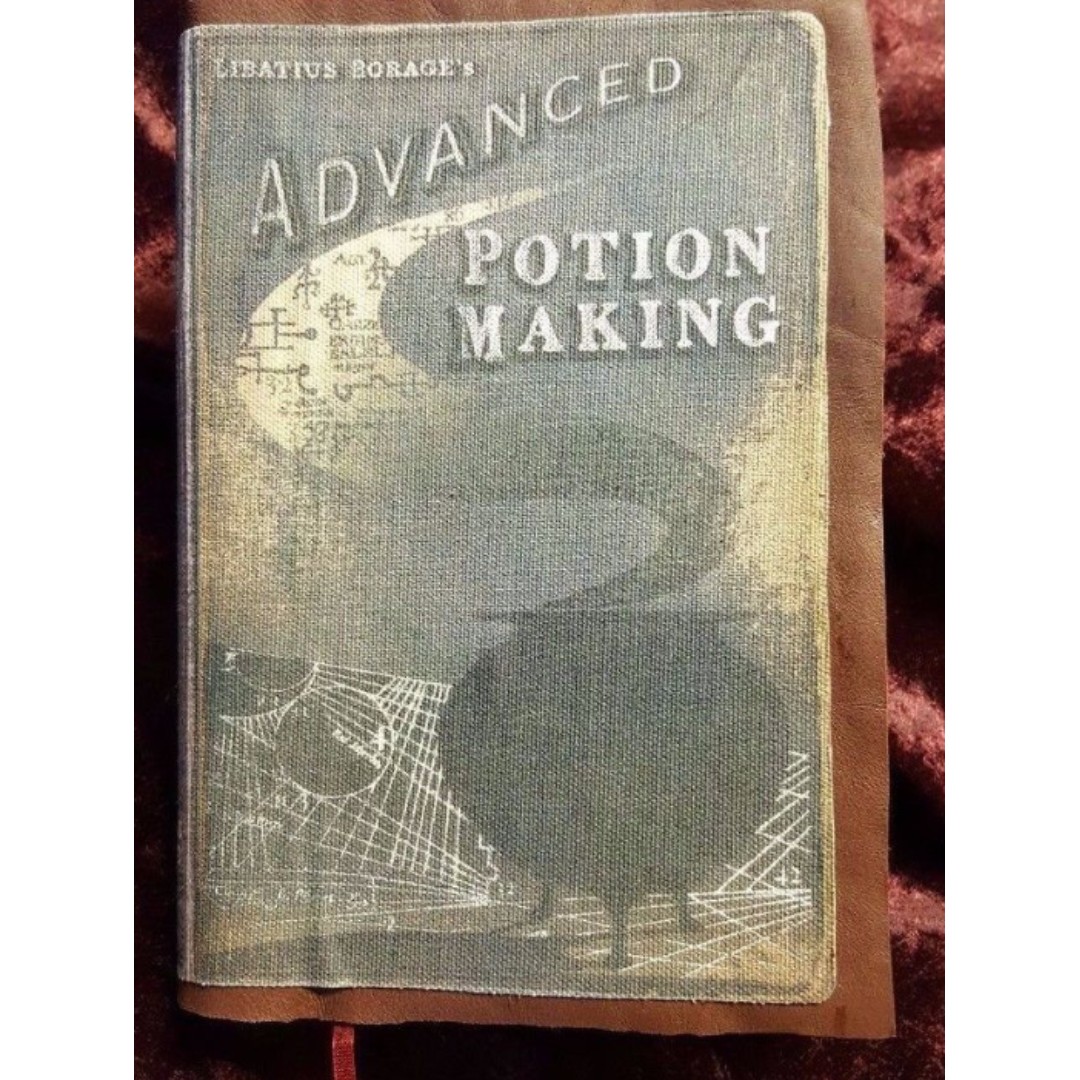 LIBATIUS BORAGE's
ADVANCED
POTION
MAKING